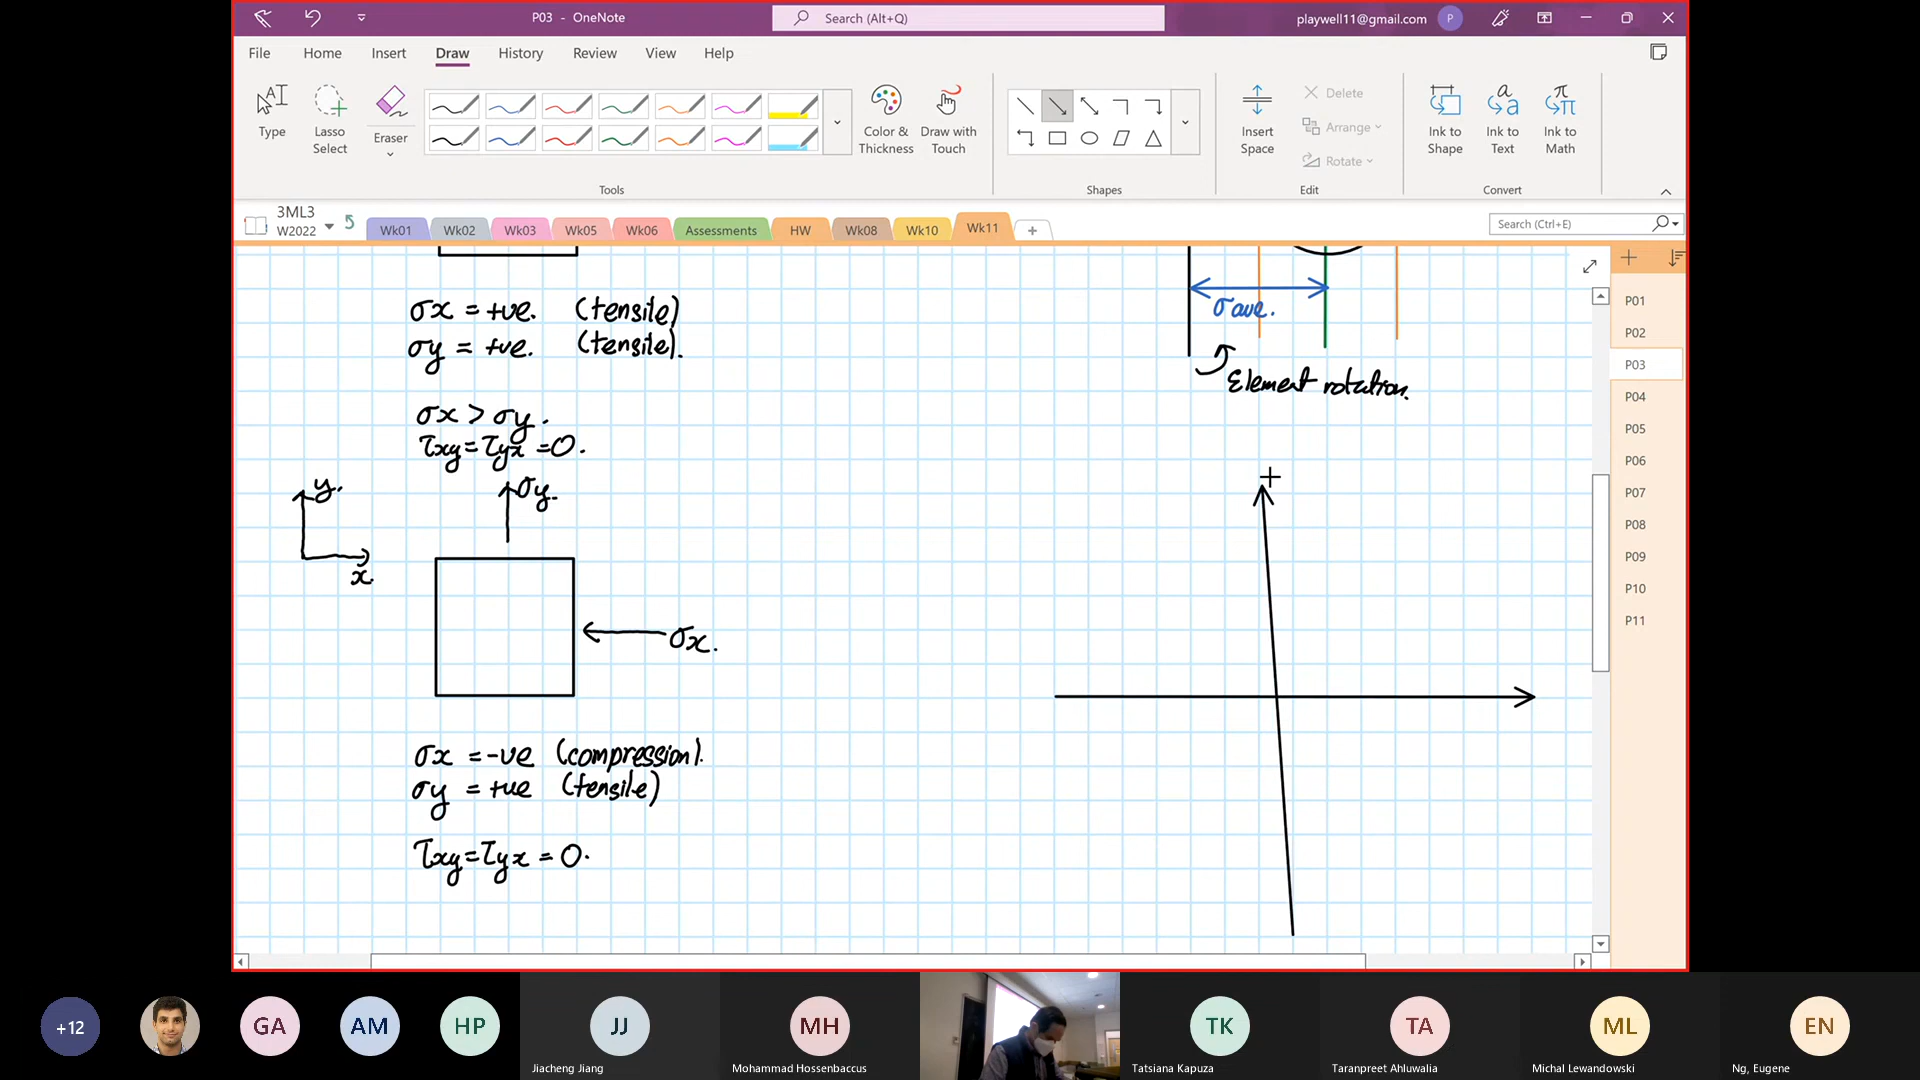 P03 - OneNote
Search (Alt+Q)
playwell11@gmail.com
P
File Home Insert Draw History Review View Help
Type
Lasso Select
Eraser
Color & Thickness
Draw with Touch
Insert Space
Delete
Arrange
Rotate
Ink to Shape
Ink to Text
Ink to Math
Tools
Shapes
Edit
Convert
3ML3
W2022
Wk01 Wk02 Wk03 Wk05 Wk06 Assessments HW Wk08 Wk10 Wk11
Search (Ctrl+E)
σx = +ve. (tensile)
σy = +ve. (tensile).
σx > σy.
τxy = τyx = 0.
y.
x.
σy.
σx.
σx = -ve (compression).
σy = +ve (tensile)
τxy = τyx = 0.
σave.
Element rotation.
P01
P02
P03
P04
P05
P06
P07
P08
P09
P10
P11
+12
GA
AM
HP
JJ
Jiacheng Jiang
MH
Mohammad Hossenbaccus
TK
Tatsiana Kapuza
TA
Taranpreet Ahluwalia
ML
Michal Lewandowski
EN
Ng, Eugene